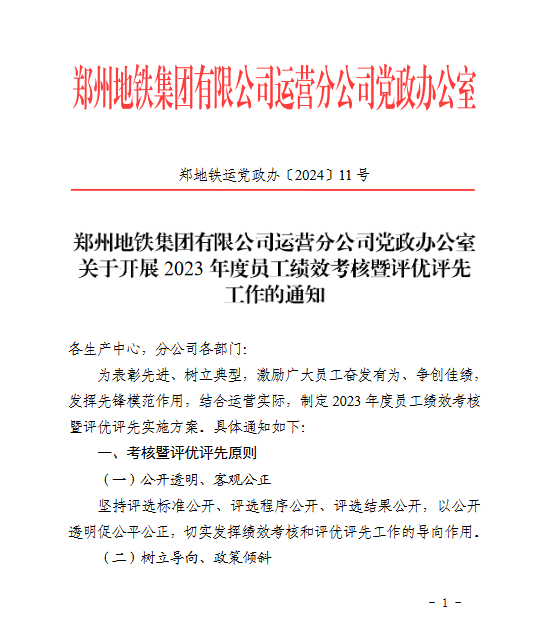 郑州地铁集团有限公司运营分公司党政办公室
郑地铁运党政办〔2024〕11 号
郑州地铁集团有限公司运营分公司党政办公室
关于开展 2023 年度员工绩效考核暨评优评先
工作的通知
各生产中心，分公司各部门：
为表彰先进、树立典型，激励广大员工奋发有为、争创佳绩，
发挥先锋模范作用，结合运营实际，制定 2023 年度员工绩效考核
暨评优评先实施方案。具体通知如下：
一、考核暨评优评先原则
（一）公开透明、客观公正
坚持评选标准公开、评选程序公开、评选结果公开，以公开
透明促公平公正，切实发挥绩效考核和评优评先工作的导向作用。
（二）树立导向、政策倾斜
- 1 -